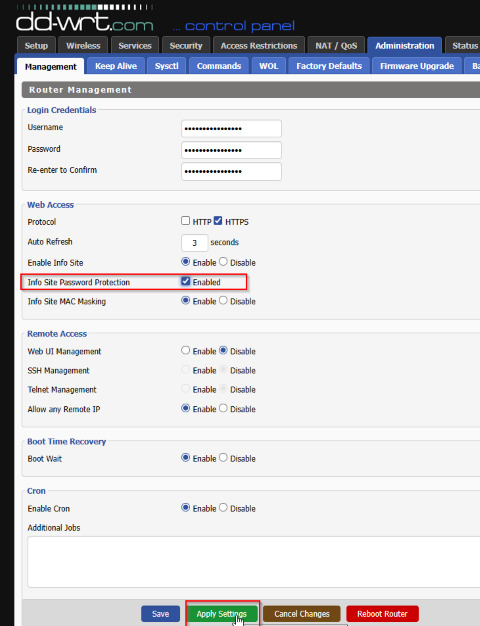 dd-wrt.com ... control panel
Setup Wireless Services Security Access Restrictions NAT / QoS Administration Status
Management Keep Alive Sysctl Commands WOL Factory Defaults Firmware Upgrade Ba
Router Management
Login Credentials
Username ••••••••••••••••
Password ••••••••••••••••
Re-enter to Confirm ••••••••••••••••
Web Access
Protocol HTTP HTTPS
Auto Refresh 3 seconds
Enable Info Site Enable Disable
Info Site Password Protection Enabled
Info Site MAC Masking Enable Disable
Remote Access
Web UI Management Enable Disable
SSH Management Enable Disable
Telnet Management Enable Disable
Allow any Remote IP Enable Disable
Boot Time Recovery
Boot Wait Enable Disable
Cron
Enable Cron Enable Disable
Additional Jobs
Save Apply Settings Cancel Changes Reboot Router